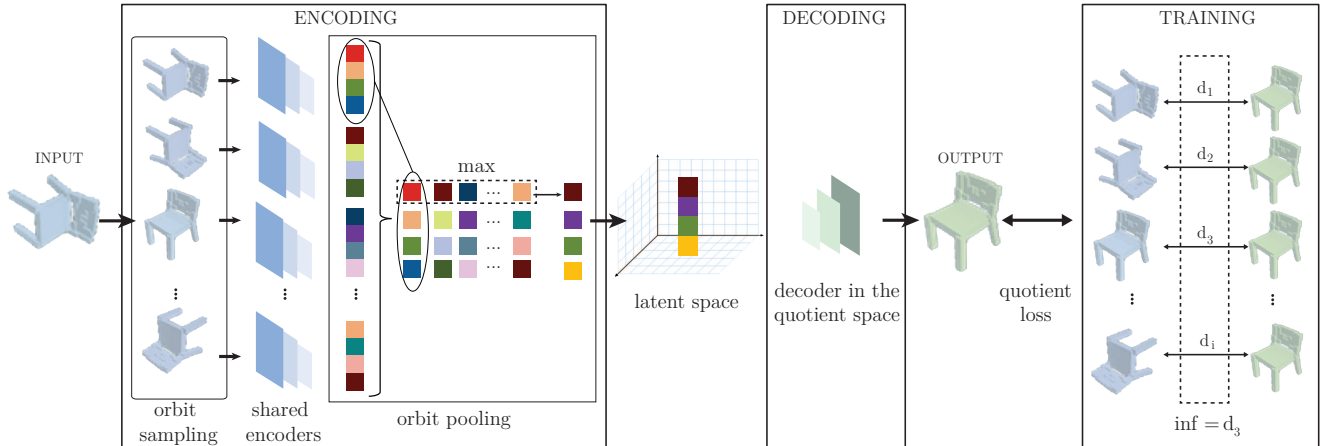 ENCODING
DECODING
TRAINING
INPUT
max
...
...
...
...
OUTPUT
d1
d2
d3
...
...
di
...
...
...
latent space
decoder in the
quotient space
quotient
loss
orbit
sampling
shared
encoders
orbit pooling
inf = d3